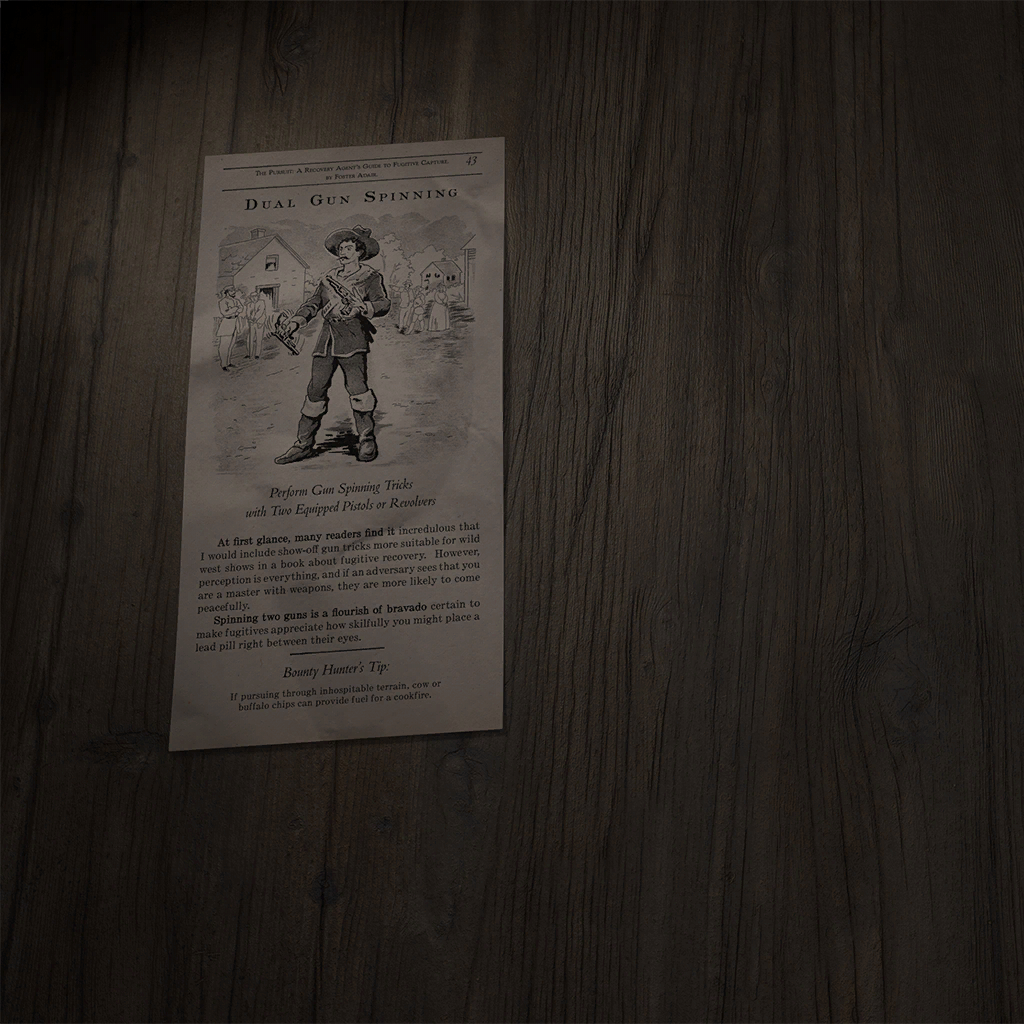 The Pursuit: A Recovery Agent's Guide to Fugitive Capture. 43
by Foster Adair.
Dual Gun Spinning
Perform Gun Spinning Tricks
with Two Equipped Pistols or Revolvers
At first glance, many readers find it incredulous that
I would include show-off gun tricks more suitable for wild
west shows in a book about fugitive recovery. However,
perception is everything, and if an adversary sees that you
are a master with weapons, they are more likely to come
peacefully.
Spinning two guns is a flourish of bravado certain to
make fugitives appreciate how skilfully you might place a
lead pill right between their eyes.
Bounty Hunter's Tip:
If pursuing through inhospitable terrain, cow or
buffalo chips can provide fuel for a cookfire.